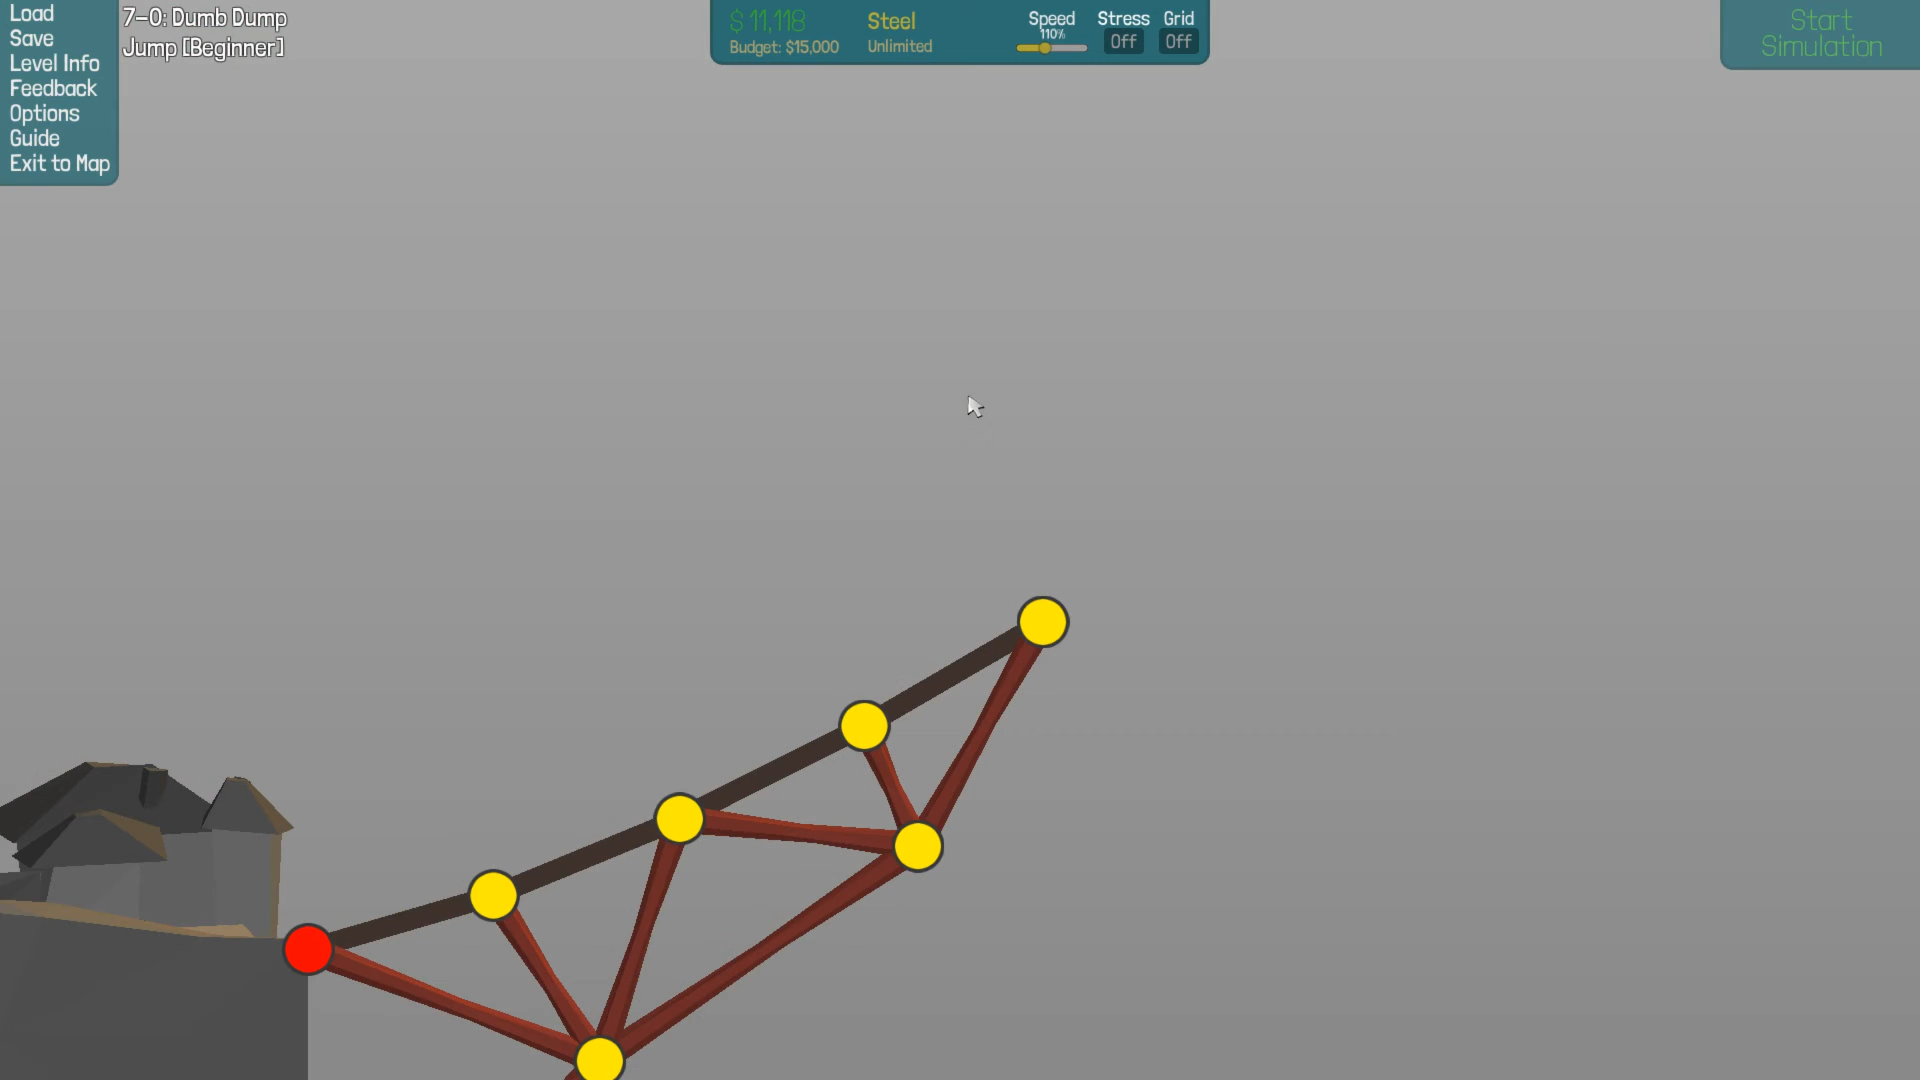 Load
Save
Level Info
Feedback
Options
Guide
Exit to Map
7-0: Dumb Dump
Jump [Beginner]
$ 11,118
Budget: $15,000
Steel
Unlimited
Speed
110%
Stress
Off
Grid
Off
Start
Simulation